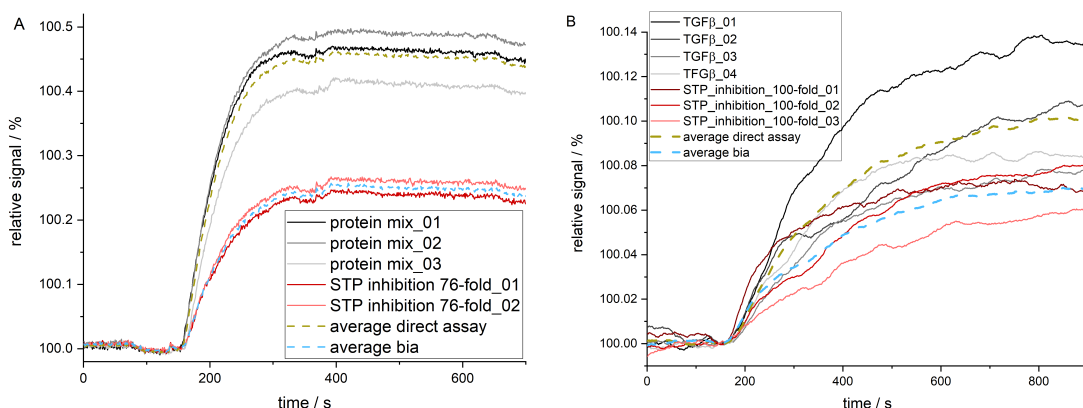 A
100.5
100.4
100.3
100.2
100.1
100.0
relative signal / %
0
200
400
600
time / s
protein mix_01
protein mix_02
protein mix_03
STP inhibition 76-fold_01
STP inhibition 76-fold_02
average direct assay
average bia
B
100.14
100.12
100.10
100.08
100.06
100.04
100.02
100.00
relative signal / %
0
200
400
600
800
time / s
TGFβ_01
TGFβ_02
TGFβ_03
TFGβ_04
STP_inhibition_100-fold_01
STP_inhibition_100-fold_02
STP_inhibition_100-fold_03
average direct assay
average bia